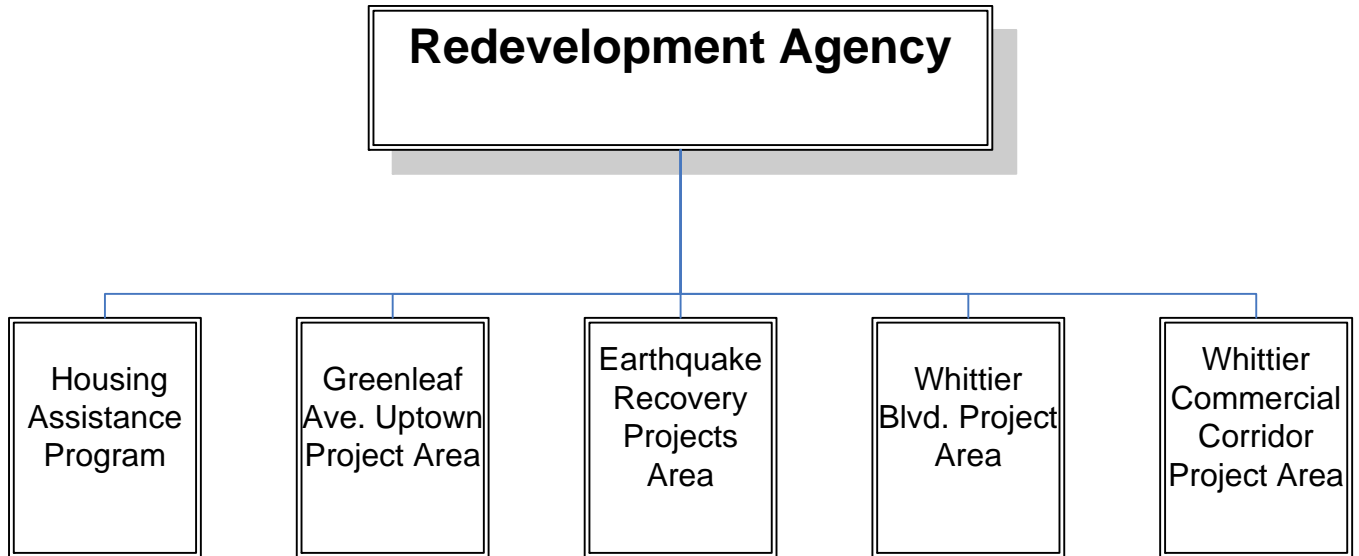 Redevelopment Agency
Housing
Assistance
Program
Greenleaf
Ave. Uptown
Project Area
Earthquake
Recovery
Projects
Area
Whittier
Blvd. Project
Area
Whittier
Commercial
Corridor
Project Area